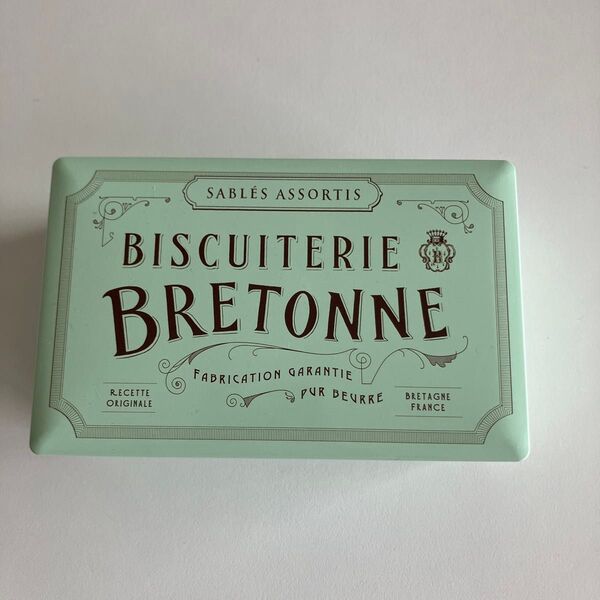 SABLÉS ASSORTIS
BISCUITERIE
BRETONNE
FABRICATION GARANTIE
PUR BEURRE
RECETTE
ORIGINALE
BRETAGNE
FRANCE